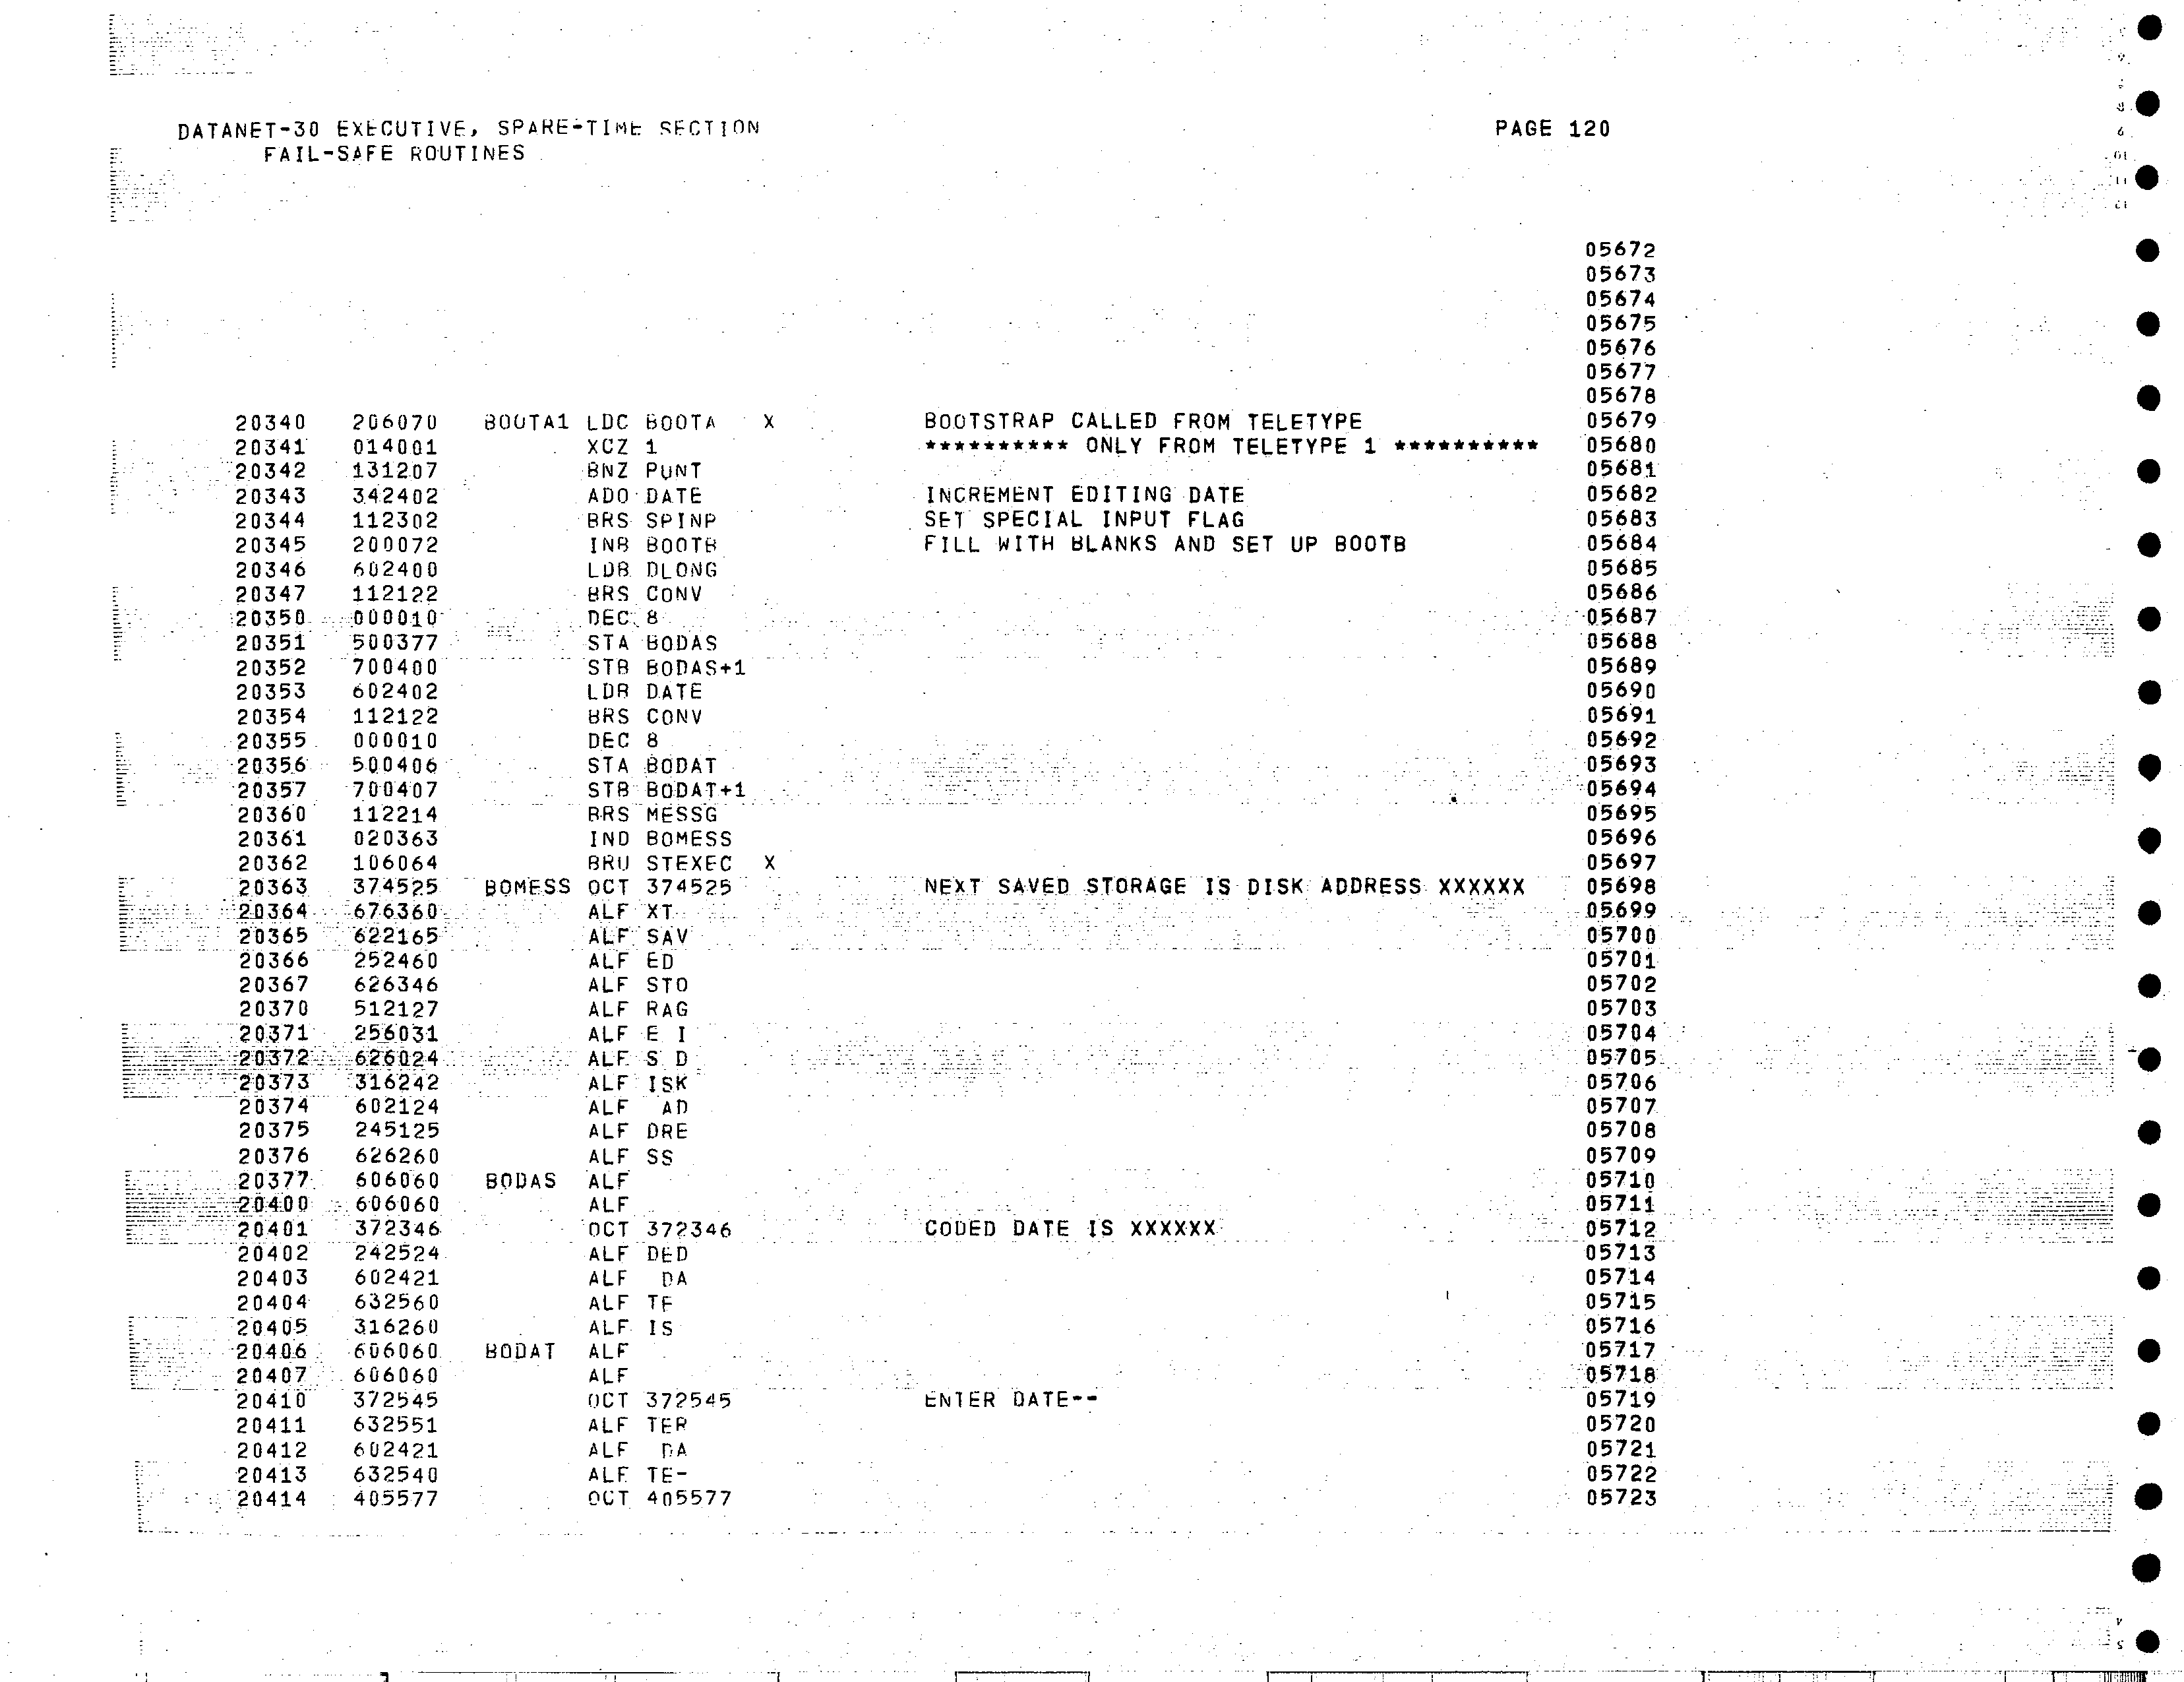 DATANET-30 EXECUTIVE, SPARE-TIME SECTION PAGE 120
FAIL-SAFE ROUTINES
05672
05673
05674
05675
05676
05677
05678
20340 206070 BOOTA1 LDC BOOTA X BOOTSTRAP CALLED FROM TELETYPE 05679
20341 014001 XCZ 1 ********** ONLY FROM TELETYPE 1 ********** 05680
20342 131207 BNZ PUNT 05681
20343 342402 ADO DATE INCREMENT EDITING DATE 05682
20344 112302 BRS SPINP SET SPECIAL INPUT FLAG 05683
20345 200072 INB BOOTB FILL WITH BLANKS AND SET UP BOOTB 05684
20346 602400 LDB DLONG 05685
20347 112122 BRS CONV 05686
20350 000010 DEC 8 05687
20351 500377 STA BODAS 05688
20352 700400 STB BODAS+1 05689
20353 602402 LDB DATE 05690
20354 112122 BRS CONV 05691
20355 000010 DEC 8 05692
20356 500406 STA BODAT 05693
20357 700407 STB BODAT+1 05694
20360 112214 BRS MESSG 05695
20361 020363 IND BOMESS 05696
20362 106064 BRU STEXEC X 05697
20363 374525 BOMESS OCT 374525 NEXT SAVED STORAGE IS DISK ADDRESS XXXXXX 05698
20364 676360 ALF XT 05699
20365 622165 ALF SAV 05700
20366 252460 ALF ED 05701
20367 626346 ALF STO 05702
20370 512127 ALF RAG 05703
20371 256031 ALF E I 05704
20372 626024 ALF S D 05705
20373 316242 ALF ISK 05706
20374 602124 ALF  AD 05707
20375 245125 ALF DRE 05708
20376 626260 ALF SS 05709
20377 606060 BODAS ALF 05710
20400 606060 ALF 05711
20401 372346 OCT 372346 CODED DATE IS XXXXXX 05712
20402 242524 ALF DED 05713
20403 602421 ALF  DA 05714
20404 632560 ALF TE 05715
20405 316260 ALF IS 05716
20406 606060 BODAT ALF 05717
20407 606060 ALF 05718
20410 372545 OCT 372545 ENTER DATE-- 05719
20411 632551 ALF TER 05720
20412 602421 ALF  DA 05721
20413 632540 ALF TE- 05722
20414 405577 OCT 405577 05723